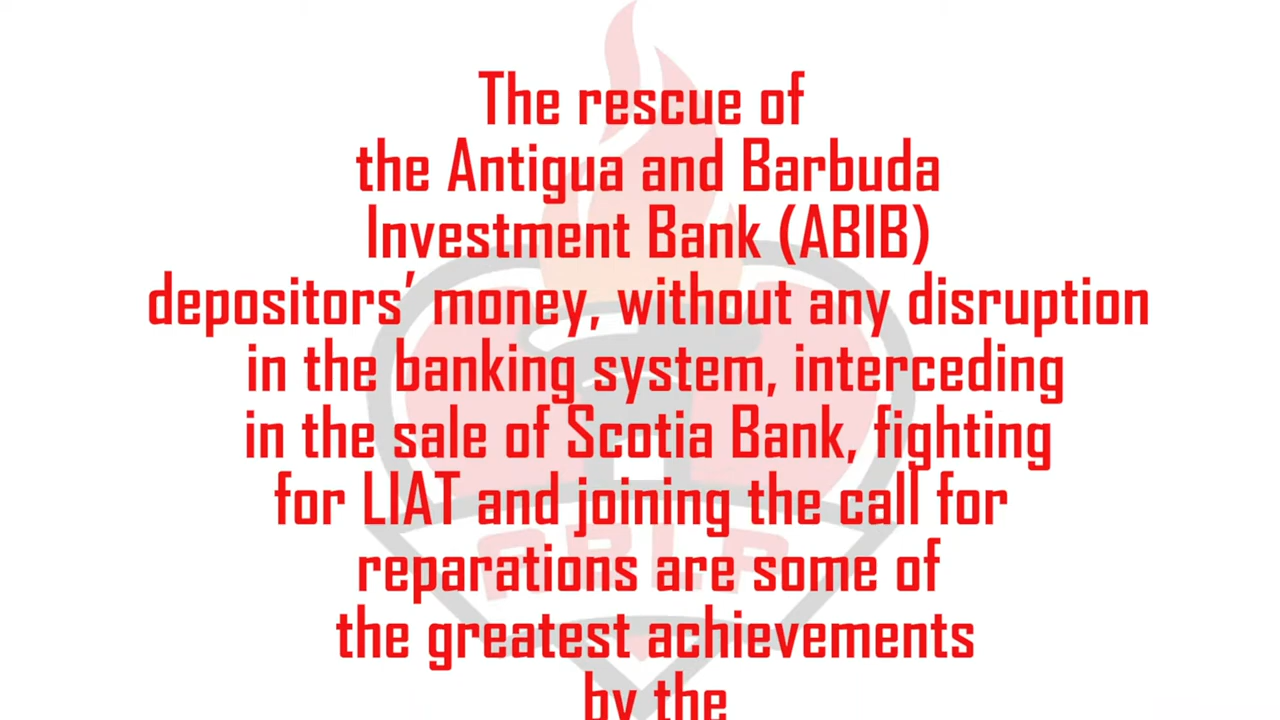 The rescue of
the Antigua and Barbuda
Investment Bank (ABIB)
depositors’ money, without any disruption
in the banking system, interceding
in the sale of Scotia Bank, fighting
for LIAT and joining the call for
reparations are some of
the greatest achievements
by the
ABLP